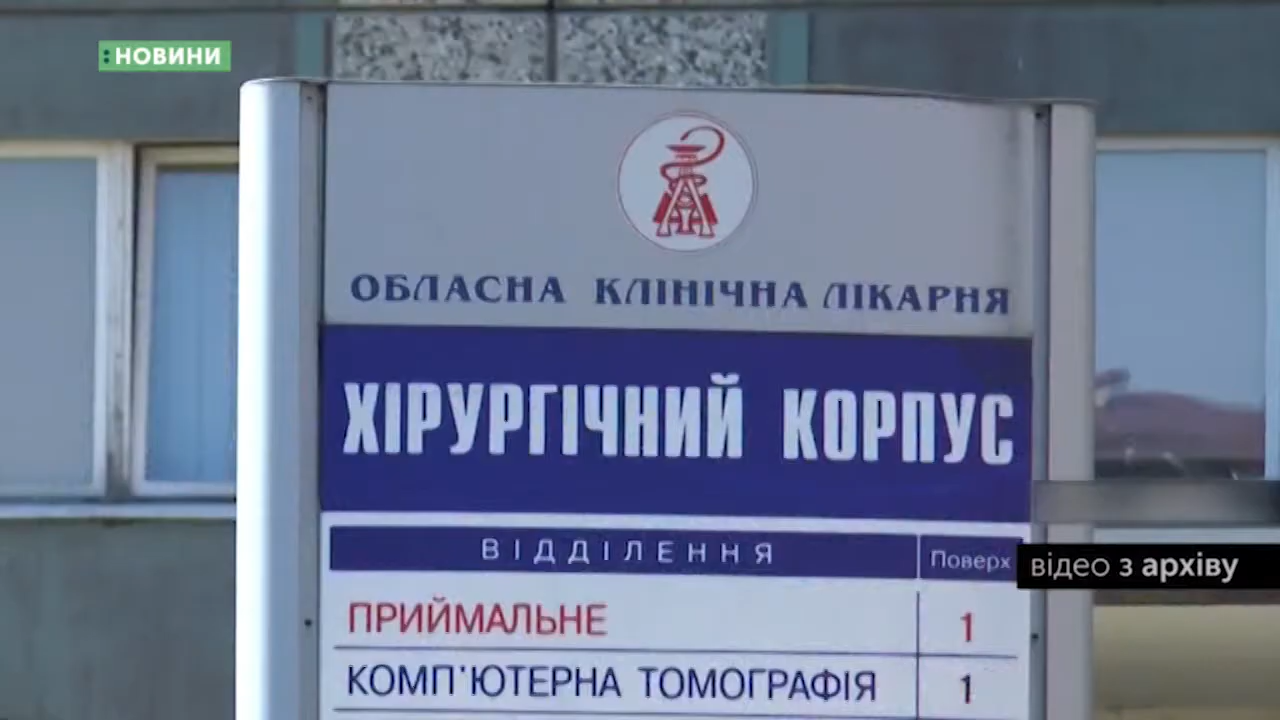 :НОВИНИ
ОБЛАСНА КЛІНІЧНА ЛІКАРНЯ
ХІРУРГІЧНИЙ КОРПУС
ВІДДІЛЕННЯ Поверх
відео з архіву
ПРИЙМАЛЬНЕ 1
КОМП'ЮТЕРНА ТОМОГРАФІЯ 1